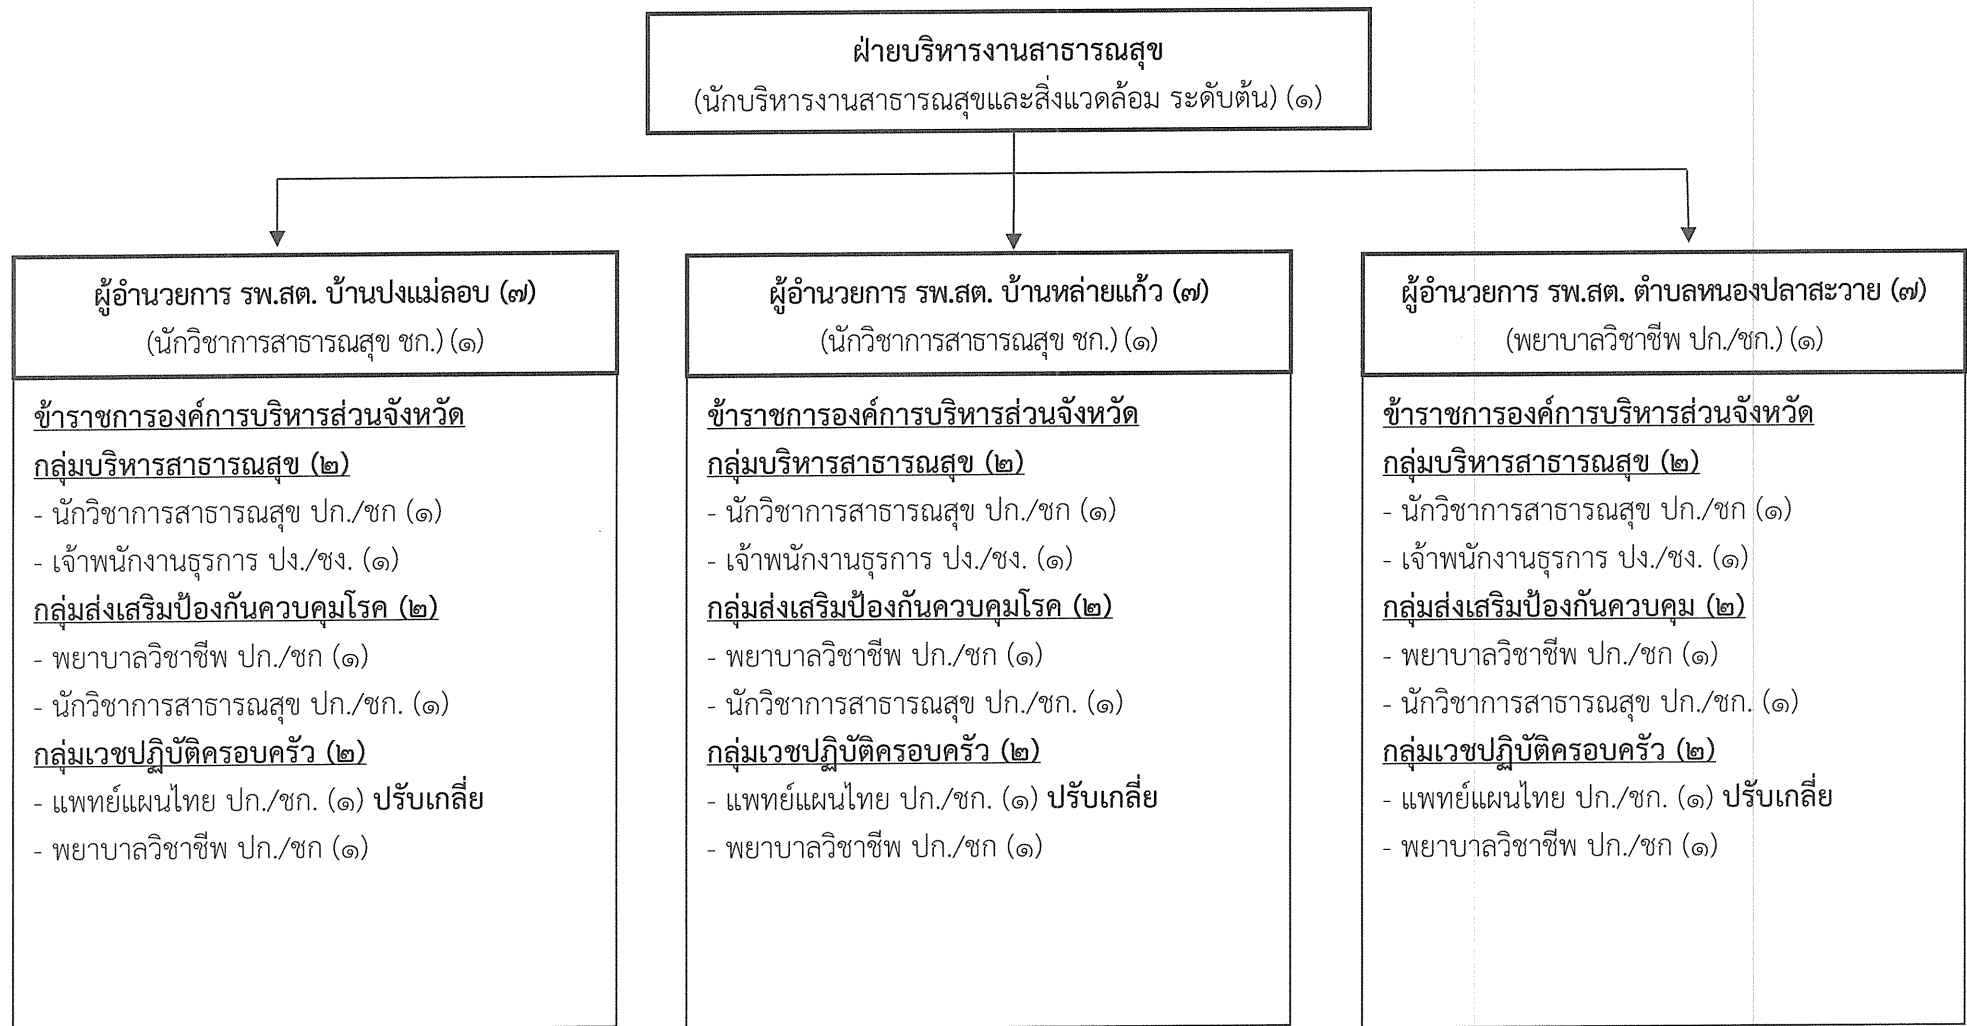 ฝ่ายบริหารงานสาธารณสุข
(นักบริหารงานสาธารณสุขและสิ่งแวดล้อม ระดับต้น) (๑)
ผู้อำนวยการ รพ.สต. บ้านปงแม่ลอบ (๗)
(นักวิชาการสาธารณสุข ชก.) (๑)
ข้าราชการองค์การบริหารส่วนจังหวัด
กลุ่มบริหารสาธารณสุข (๒)
- นักวิชาการสาธารณสุข ปก./ชก (๑)
- เจ้าพนักงานธุรการ ปง./ชง. (๑)
กลุ่มส่งเสริมป้องกันควบคุมโรค (๒)
- พยาบาลวิชาชีพ ปก./ชก (๑)
- นักวิชาการสาธารณสุข ปก./ชก. (๑)
กลุ่มเวชปฏิบัติครอบครัว (๒)
- แพทย์แผนไทย ปก./ชก. (๑) ปรับเกลี่ย
- พยาบาลวิชาชีพ ปก./ชก (๑)
ผู้อำนวยการ รพ.สต. บ้านหล่ายแก้ว (๗)
(นักวิชาการสาธารณสุข ชก.) (๑)
ข้าราชการองค์การบริหารส่วนจังหวัด
กลุ่มบริหารสาธารณสุข (๒)
- นักวิชาการสาธารณสุข ปก./ชก (๑)
- เจ้าพนักงานธุรการ ปง./ชง. (๑)
กลุ่มส่งเสริมป้องกันควบคุมโรค (๒)
- พยาบาลวิชาชีพ ปก./ชก (๑)
- นักวิชาการสาธารณสุข ปก./ชก. (๑)
กลุ่มเวชปฏิบัติครอบครัว (๒)
- แพทย์แผนไทย ปก./ชก. (๑) ปรับเกลี่ย
- พยาบาลวิชาชีพ ปก./ชก (๑)
ผู้อำนวยการ รพ.สต. ตำบลหนองปลาสะวาย (๗)
(พยาบาลวิชาชีพ ปก./ชก.) (๑)
ข้าราชการองค์การบริหารส่วนจังหวัด
กลุ่มบริหารสาธารณสุข (๒)
- นักวิชาการสาธารณสุข ปก./ชก (๑)
- เจ้าพนักงานธุรการ ปง./ชง. (๑)
กลุ่มส่งเสริมป้องกันควบคุม (๒)
- พยาบาลวิชาชีพ ปก./ชก (๑)
- นักวิชาการสาธารณสุข ปก./ชก. (๑)
กลุ่มเวชปฏิบัติครอบครัว (๒)
- แพทย์แผนไทย ปก./ชก. (๑) ปรับเกลี่ย
- พยาบาลวิชาชีพ ปก./ชก (๑)